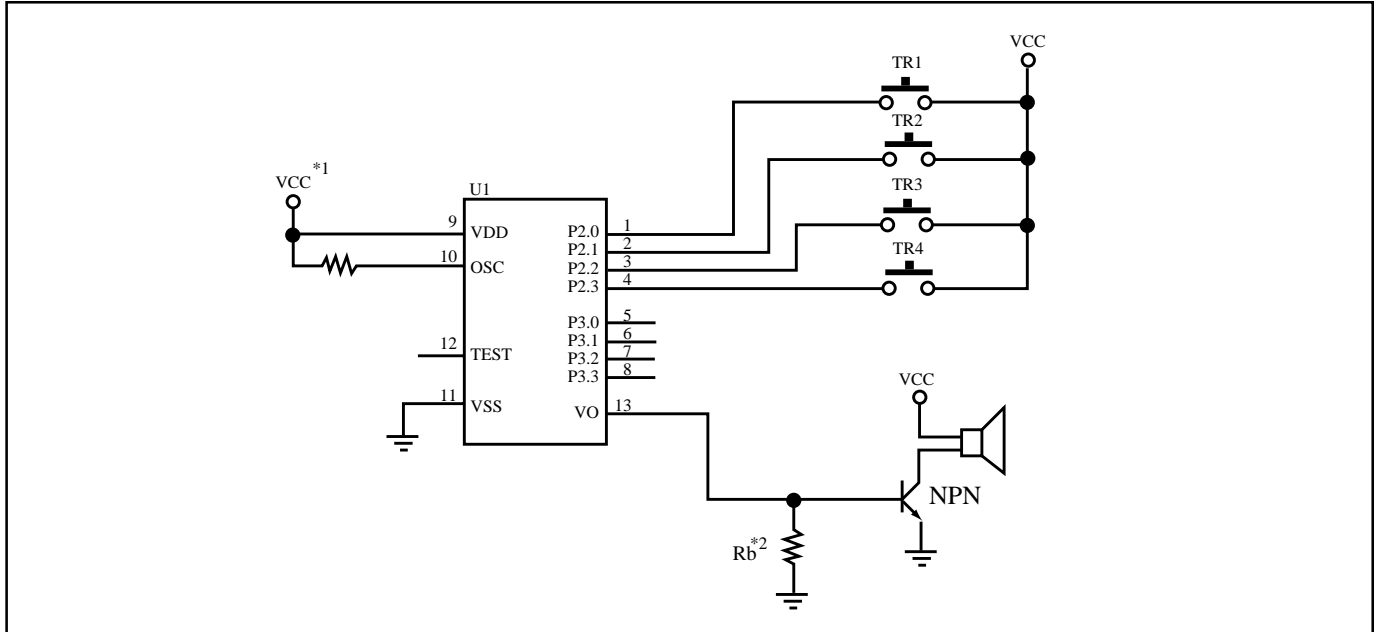 VCC
TR1
TR2
TR3
TR4
VCC*1
U1
9 VDD
10 OSC
12 TEST
11 VSS
P2.0 1
P2.1 2
P2.2 3
P2.3 4
P3.0 5
P3.1 6
P3.2 7
P3.3 8
VO 13
VCC
NPN
Rb*2